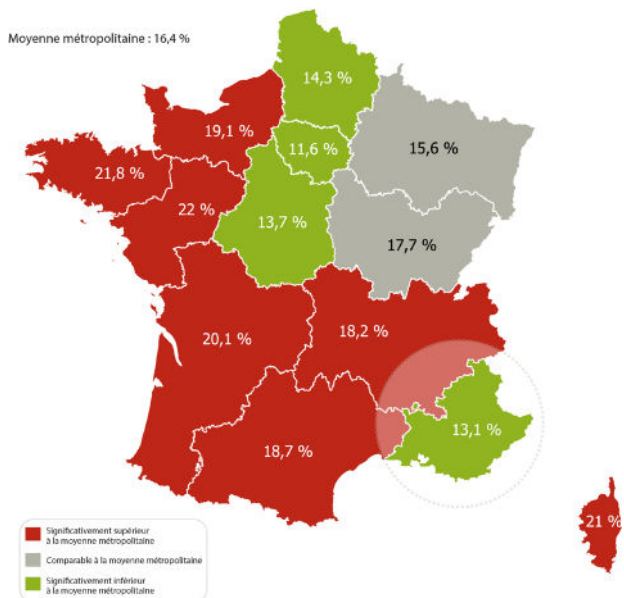 Moyenne métropolitaine : 16,4 %
14,3 %
19,1 %
11,6 %
15,6 %
21,8 %
22 %
13,7 %
17,7 %
20,1 %
18,2 %
13,1 %
18,7 %
21 %
Significativement supérieur
à la moyenne métropolitaine
Comparable à la moyenne métropolitaine
Significativement inférieur
à la moyenne métropolitaine